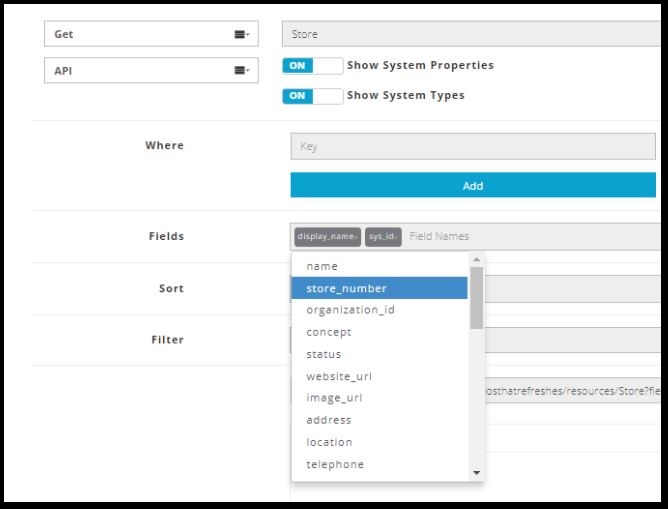 Get
Store
API
ON Show System Properties
ON Show System Types
Where
Key
Add
Fields
display_name sys_id Field Names
name
store_number
organization_id
concept
status
website_url
image_url
address
location
telephone
Sort
Filter
osthatrefreshes/resources/Store?fie